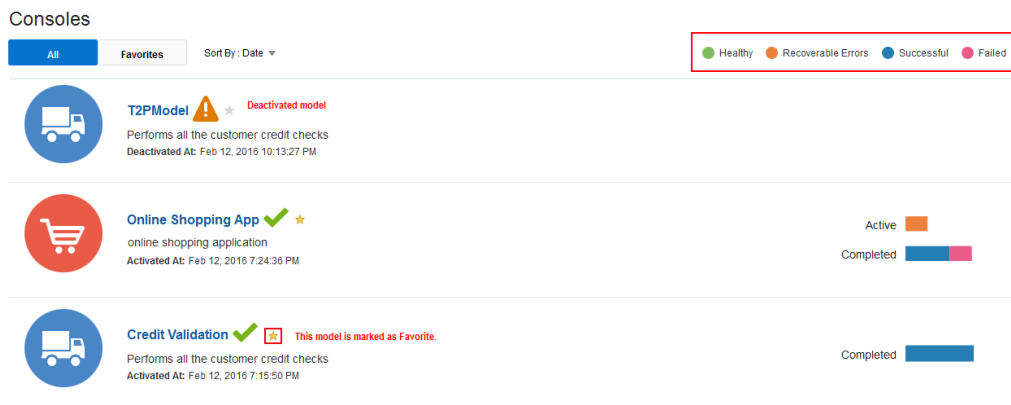 Consoles
All Favorites Sort By : Date Healthy Recoverable Errors Successful Failed
T2PModel Deactivated model
Performs all the customer credit checks
Deactivated At: Feb 12, 2016 10:13:27 PM
Online Shopping App
online shopping application
Activated At: Feb 12, 2016 7:24:36 PM
Active
Completed
Credit Validation This model is marked as Favorite.
Performs all the customer credit checks
Activated At: Feb 12, 2016 7:15:50 PM
Completed